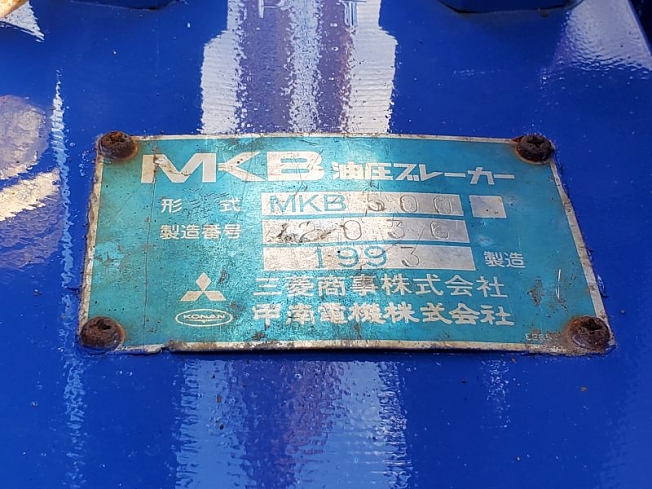 MKB 油圧ブレーカー
形式 MKB 500
製造番号
1993 製造
三菱商事株式会社
KONAN 甲南電機株式会社